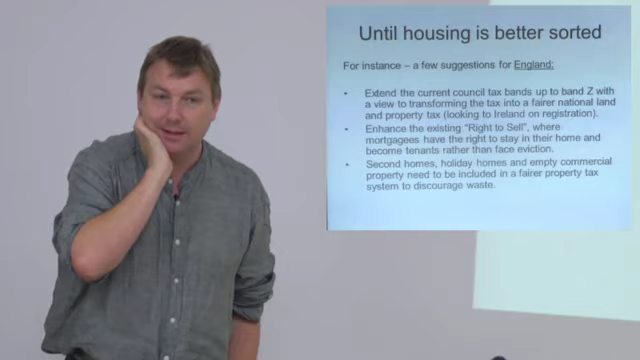 Until housing is better sorted
For instance – a few suggestions for England:
• Extend the current council tax bands up to band Z with
a view to transforming the tax into a fairer national land
and property tax (looking to Ireland on registration).
• Enhance the existing “Right to Sell”, where
mortgagees have the right to stay in their home and
become tenants rather than face eviction.
• Second homes, holiday homes and empty commercial
property need to be included in a fairer property tax
system to discourage waste.